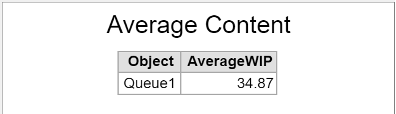 Average Content
Object AverageWIP
Queue1 34.87